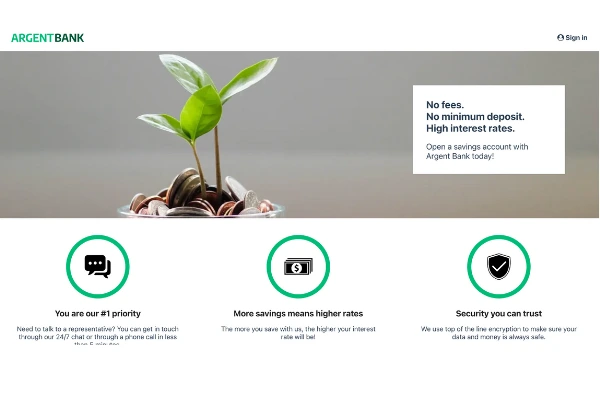 ARGENTBANK
Sign in
No fees.
No minimum deposit.
High interest rates.
Open a savings account with
Argent Bank today!
You are our #1 priority
Need to talk to a representative? You can get in touch
through our 24/7 chat or through a phone call in less
than 5 minutes.
More savings means higher rates
The more you save with us, the higher your interest
rate will be!
Security you can trust
We use top of the line encryption to make sure your
data and money is always safe.